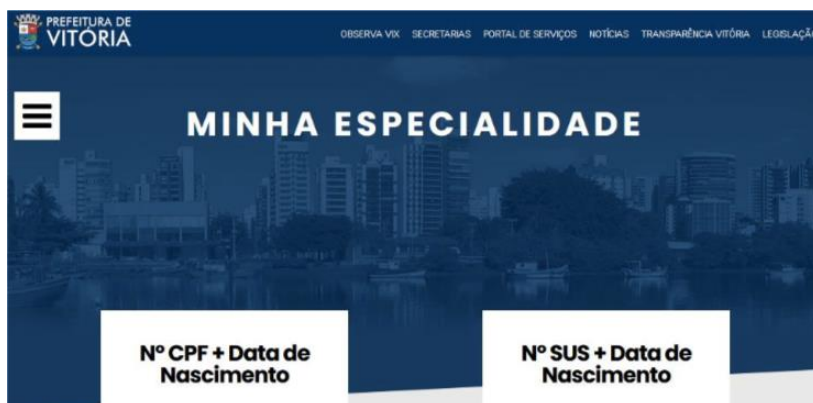 PREFEITURA DE
VITÓRIA
OBSERVA VIX SECRETARIAS PORTAL DE SERVIÇOS NOTÍCIAS TRANSPARÊNCIA VITÓRIA LEGISLAÇÃO
MINHA ESPECIALIDADE
Nº CPF + Data de
Nascimento
Nº SUS + Data de
Nascimento